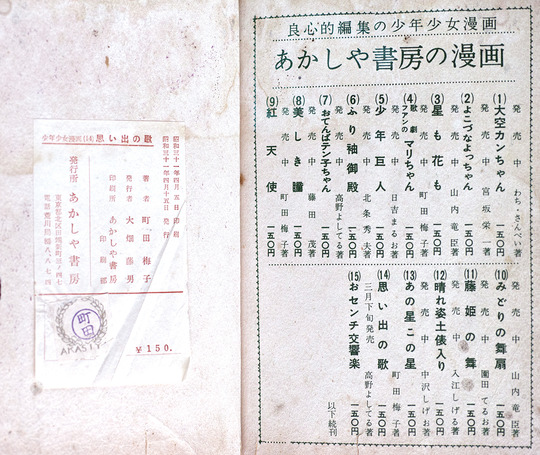 良心的編集の少年少女漫画
あかしや書房の漫画
(1)大空カンちゃん 一五〇円
発売中 わち・さんぺい著
(2)よこづなよっちゃん 一五〇円
発売中 宮坂栄一著
(3)星も花も 一五〇円
発売中 山内竜臣著
(4)歌劇ファンのマリちゃん 一五〇円
発売中 町田梅子著
(5)少年巨人 一五〇円
発売中 日吉まるお著
(6)ふり袖御殿 一五〇円
発売中 北条秀夫著
(7)おてんばテン子ちゃん 一五〇円
発売中 高野よしてる著
(8)美しき瞳 一五〇円
発売中 藤田茂著
(9)紅天使 一五〇円
発売中 町田梅子著
(10)みどりの舞扇 一五〇円
発売中 山内竜臣著
(11)藤姫の舞 一五〇円
発売中 園田てるお著
(12)晴れ姿土俵入り 一五〇円
発売中 入江しげる著
(13)あの星この星 一五〇円
発売中 中沢しげお著
(14)思い出の歌 一五〇円
町田梅子著
(15)おセンチ交響楽 一五〇円
三月下旬発売 高野よしてる著
以下続刊
少年少女漫画(14)思い出の歌
昭和三十一年四月五日印刷
昭和三十一年四月十五日発行
著者 町田梅子
発行者 大畑藤男
印刷所 あかしや書房印刷部
発行所 あかしや書房
町田
AKASIYA
¥150.